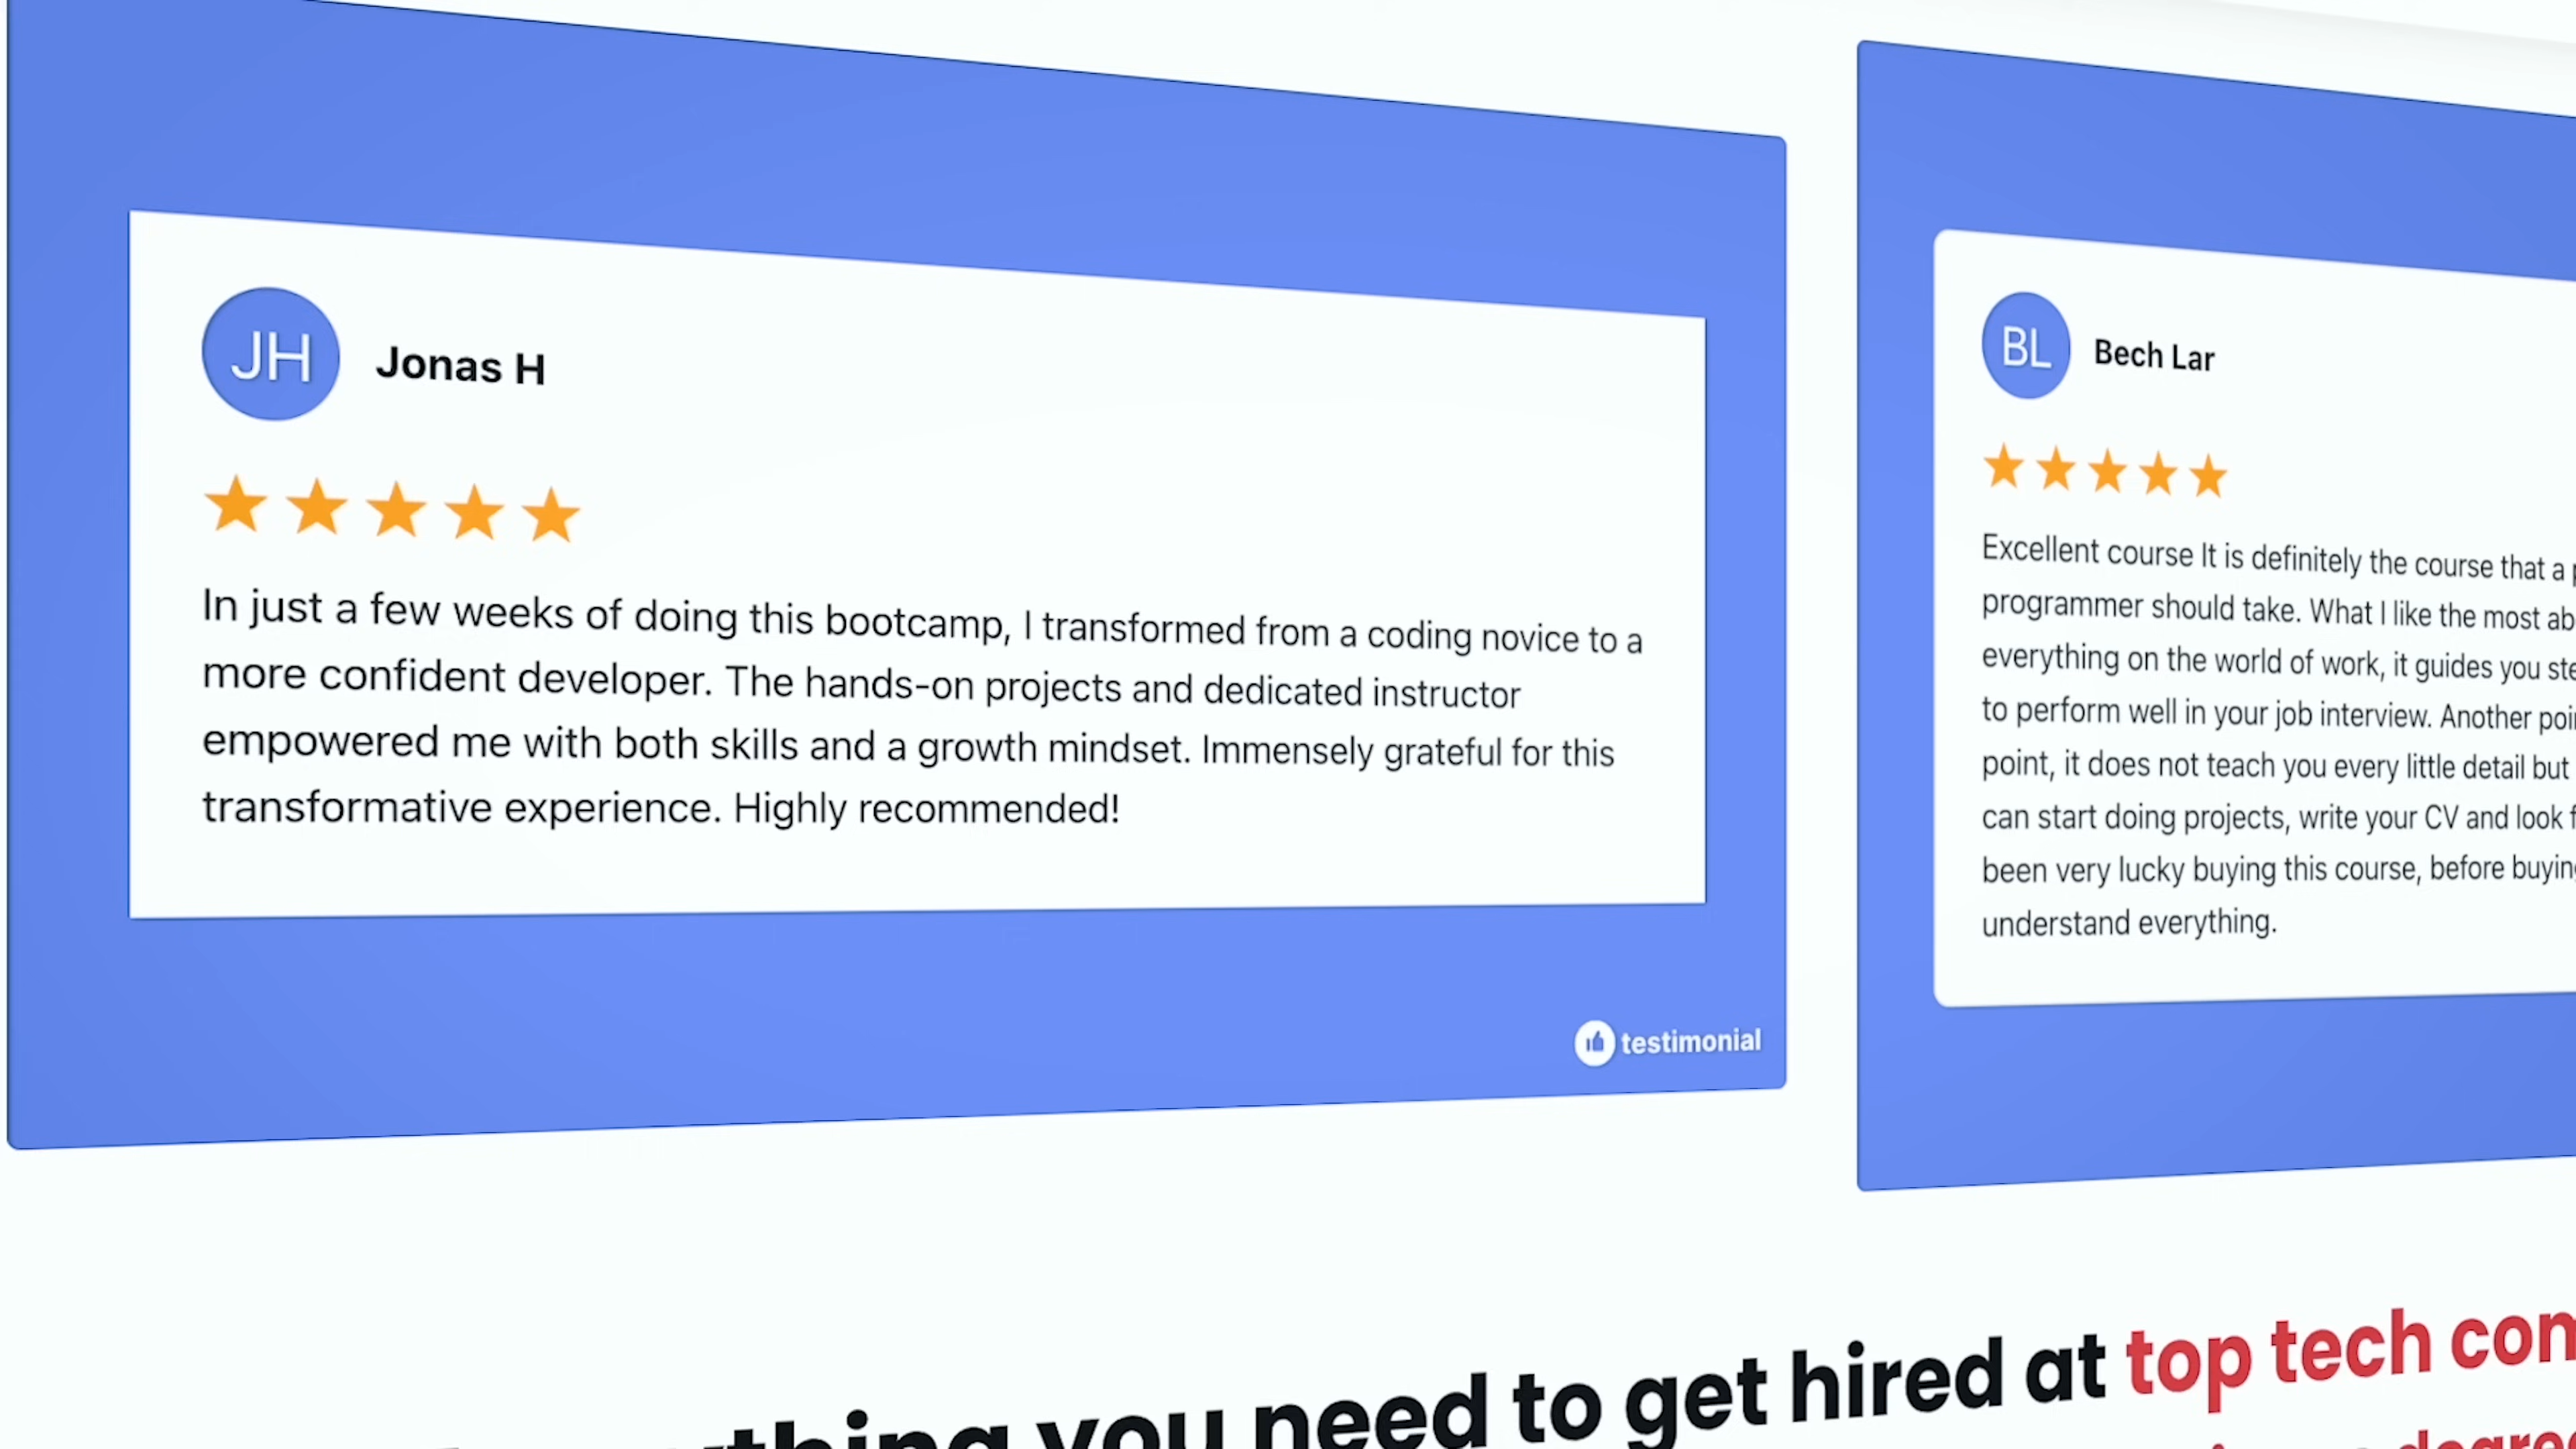 JH
Jonas H
In just a few weeks of doing this bootcamp, I transformed from a coding novice to a
more confident developer. The hands-on projects and dedicated instructor
empowered me with both skills and a growth mindset. Immensely grateful for this
transformative experience. Highly recommended!
testimonial
BL
Bech Lar
Excellent course It is definitely the course that a
programmer should take. What I like the most
everything on the world of work, it guides you
to perform well in your job interview. Another
point, it does not teach you every little detail but
can start doing projects, write your CV and look
been very lucky buying this course, before
understand everything.
you need to get hired at top tech